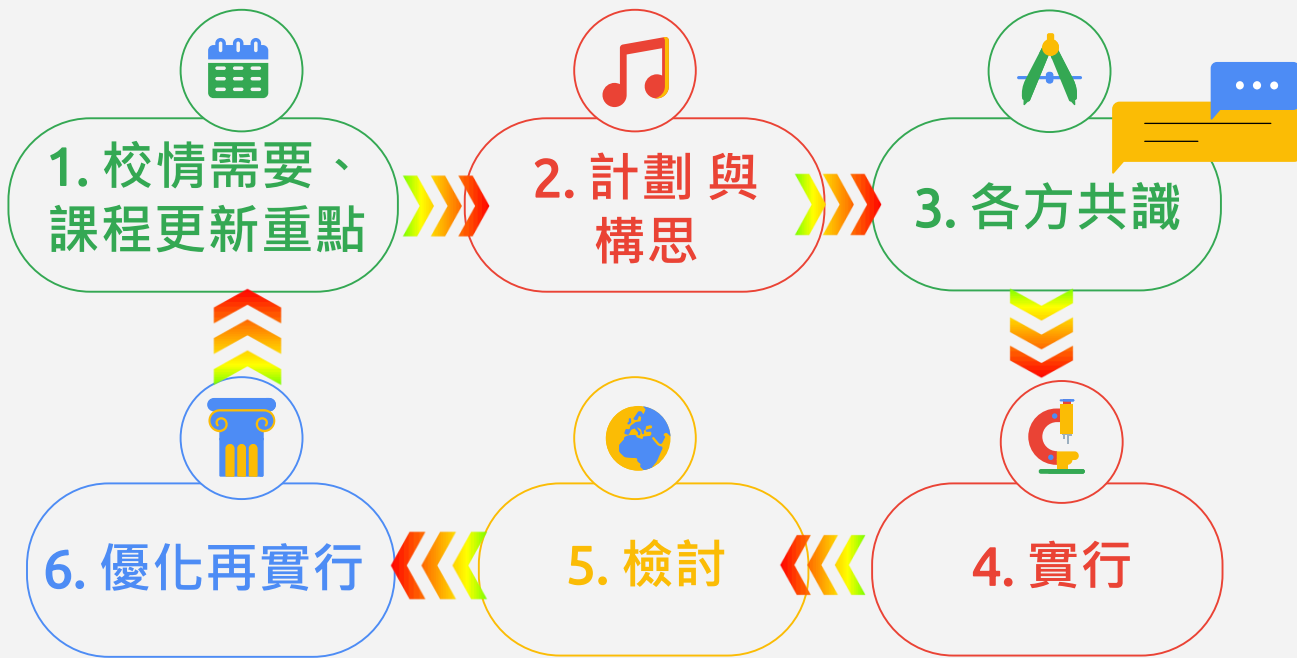 1. 校情需要、
課程更新重點
2. 計劃 與
構思
3. 各方共識
4. 實行
5. 檢討
6. 優化再實行